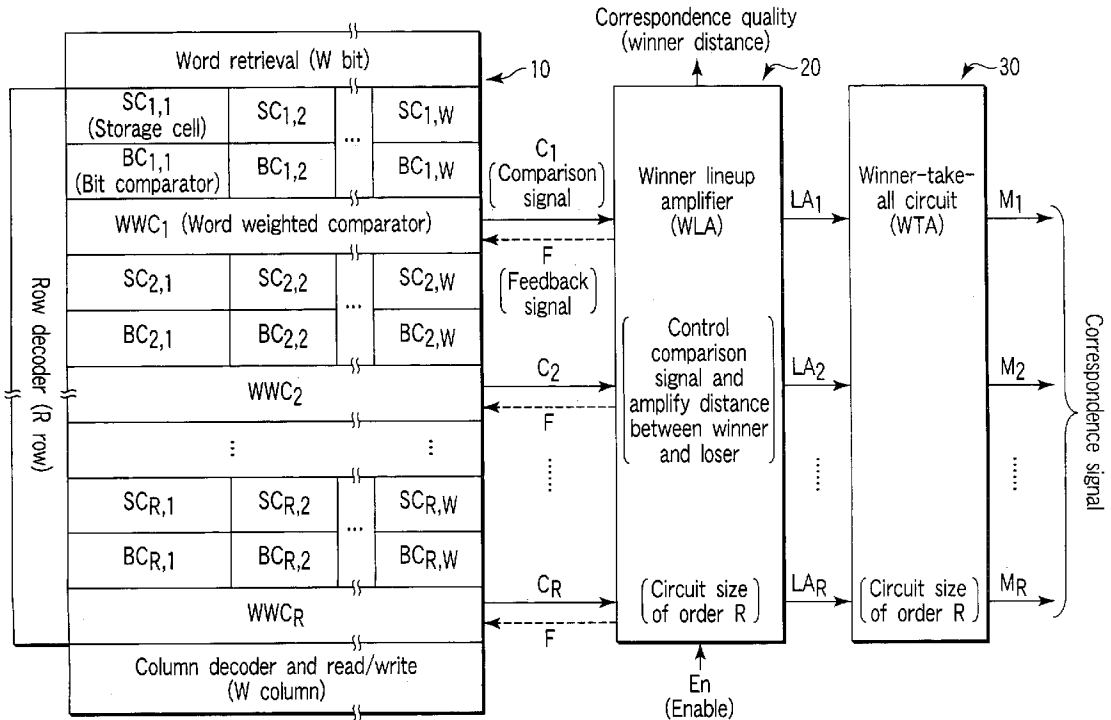 Correspondence quality
(winner distance)
Word retrieval (W bit)
10
20
30
SC1,1
(Storage cell)
SC1,2
...
SC1,W
BC1,1
(Bit comparator)
BC1,2
BC1,W
WWC1 (Word weighted comparator)
SC2,1
SC2,2
...
SC2,W
BC2,1
BC2,2
BC2,W
WWC2
⋮
⋮
SCR,1
SCR,2
...
SCR,W
BCR,1
BCR,2
BCR,W
WWCR
Column decoder and read/write
(W column)
Row decoder (R row)
C1
(Comparison
signal)
F
(Feedback
signal)
C2
F
......
CR
F
Winner lineup
amplifier
(WLA)
(Control
comparison
signal and
amplify distance
between winner
and loser)
(Circuit size
of order R)
En
(Enable)
LA1
LA2
......
LAR
Winner-take-
all circuit
(WTA)
(Circuit size
of order R)
M1
M2
......
MR
Correspondence signal